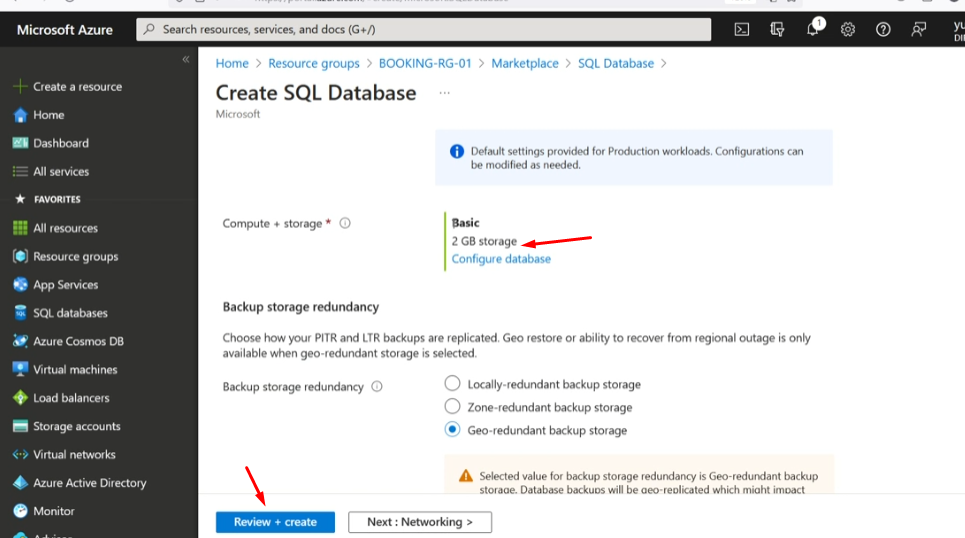 Microsoft Azure
Search resources, services, and docs (G+/)
1
yu
DI
«
Create a resource
Home
Dashboard
All services
FAVORITES
All resources
Resource groups
App Services
SQL databases
Azure Cosmos DB
Virtual machines
Load balancers
Storage accounts
Virtual networks
Azure Active Directory
Monitor
Home > Resource groups > BOOKING-RG-01 > Marketplace > SQL Database >
Create SQL Database ...
Microsoft
Default settings provided for Production workloads. Configurations can
be modified as needed.
Compute + storage *
Basic
2 GB storage
Configure database
Backup storage redundancy
Choose how your PITR and LTR backups are replicated. Geo restore or ability to recover from regional outage is only
available when geo-redundant storage is selected.
Backup storage redundancy
Locally-redundant backup storage
Zone-redundant backup storage
Geo-redundant backup storage
Selected value for backup storage redundancy is Geo-redundant backup
storage. Database backups will be geo-replicated which might impact
Review + create
Next : Networking >